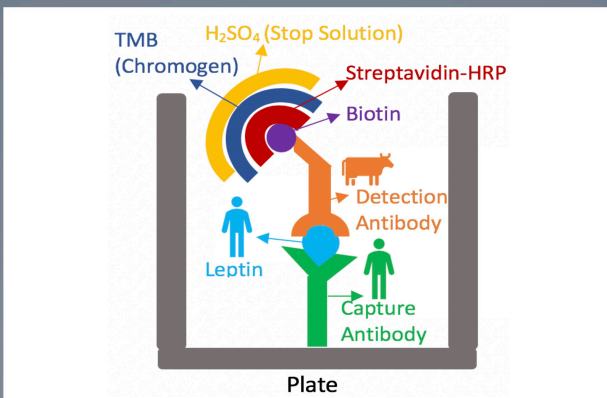 H₂SO₄ (Stop Solution)
TMB
(Chromogen)
Streptavidin-HRP
Biotin
Detection
Antibody
Leptin
Capture
Antibody
Plate